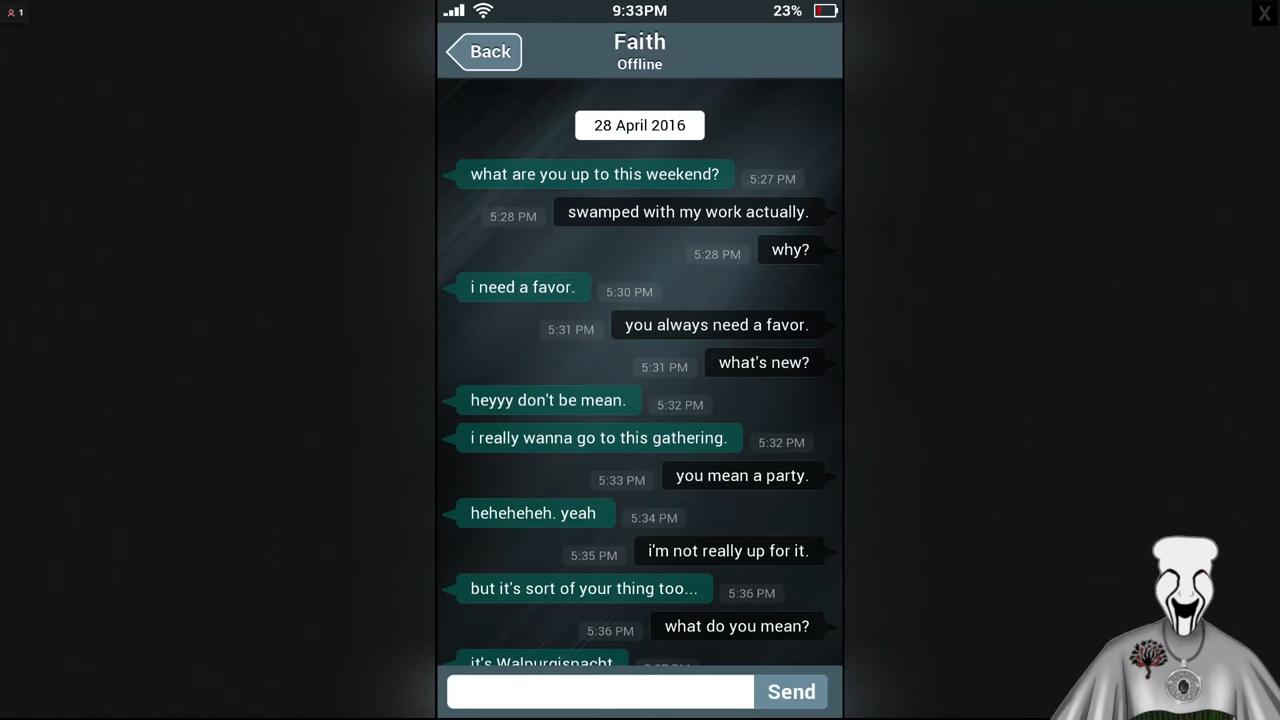 1
9:33PM
23%
X
Back
Faith
Offline
28 April 2016
what are you up to this weekend?
5:27 PM
5:28 PM
swamped with my work actually.
5:28 PM
why?
i need a favor.
5:30 PM
5:31 PM
you always need a favor.
5:31 PM
what's new?
heyyy don't be mean.
5:32 PM
i really wanna go to this gathering.
5:32 PM
5:33 PM
you mean a party.
heheheheh. yeah
5:34 PM
5:35 PM
i'm not really up for it.
but it's sort of your thing too...
5:36 PM
5:36 PM
what do you mean?
it's Walpurgisnacht
Send